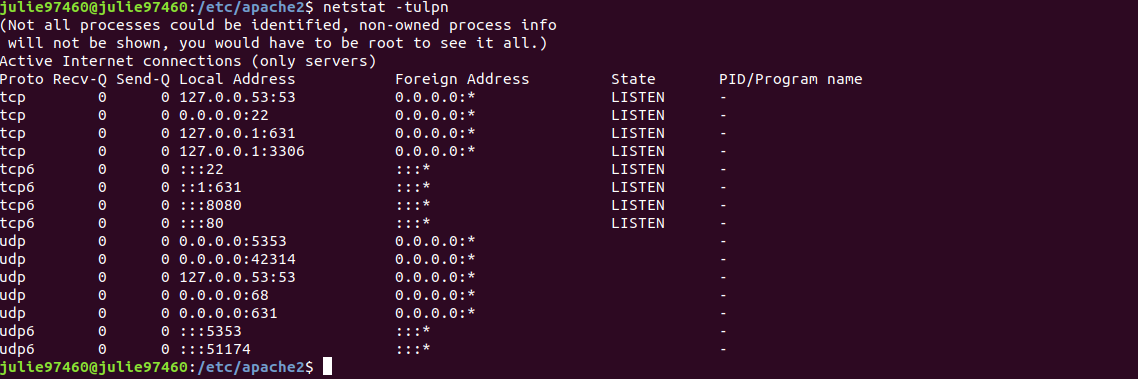 julie97460@julie97460:/etc/apache2$ netstat -tulpn
(Not all processes could be identified, non-owned process info
 will not be shown, you would have to be root to see it all.)
Active Internet connections (only servers)
Proto Recv-Q Send-Q Local Address           Foreign Address         State       PID/Program name
tcp        0      0 127.0.0.53:53           0.0.0.0:*               LISTEN      -
tcp        0      0 0.0.0.0:22              0.0.0.0:*               LISTEN      -
tcp        0      0 127.0.0.1:631           0.0.0.0:*               LISTEN      -
tcp        0      0 127.0.0.1:3306          0.0.0.0:*               LISTEN      -
tcp6       0      0 :::22                   :::*                    LISTEN      -
tcp6       0      0 ::1:631                 :::*                    LISTEN      -
tcp6       0      0 :::8080                 :::*                    LISTEN      -
tcp6       0      0 :::80                   :::*                    LISTEN      -
udp        0      0 0.0.0.0:5353            0.0.0.0:*                           -
udp        0      0 0.0.0.0:42314           0.0.0.0:*                           -
udp        0      0 127.0.0.53:53           0.0.0.0:*                           -
udp        0      0 0.0.0.0:68              0.0.0.0:*                           -
udp        0      0 0.0.0.0:631             0.0.0.0:*                           -
udp6       0      0 :::5353                 :::*                                -
udp6       0      0 :::51174                :::*                                -
julie97460@julie97460:/etc/apache2$